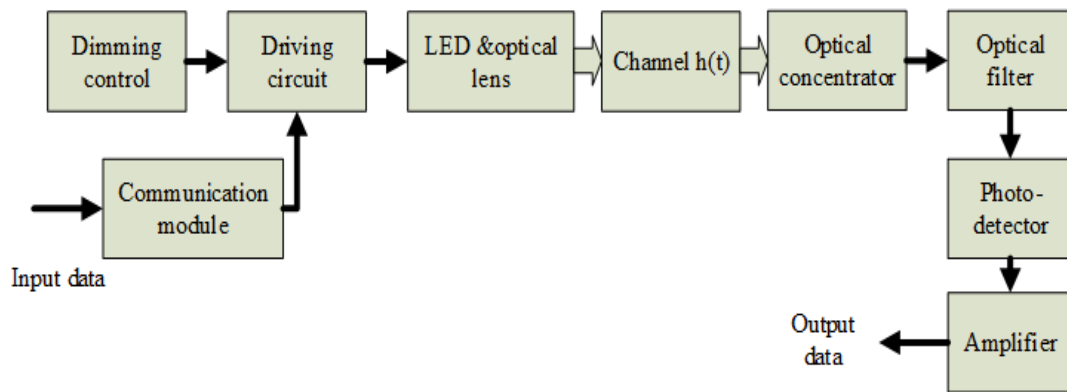 Dimming
control
Driving
circuit
LED &optical
lens
Channel h(t)
Optical
concentrator
Optical
filter
Communication
module
Input data
Photo-
detector
Amplifier
Output
data